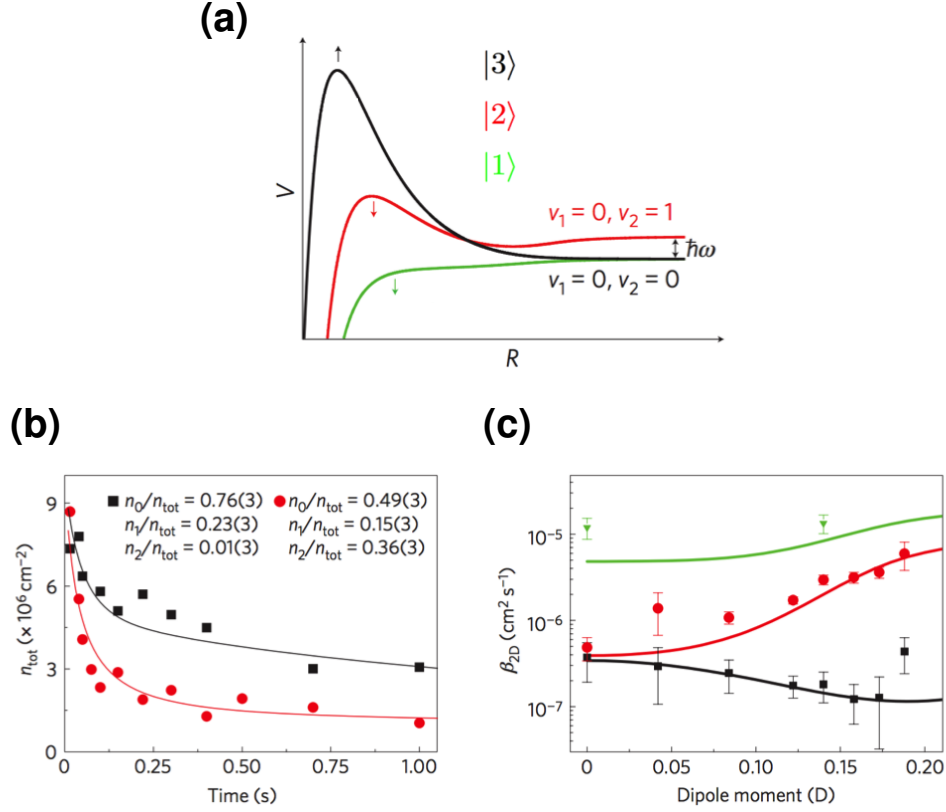 (a)
|3⟩
|2⟩
|1⟩
V
v₁ = 0, v₂ = 1
ħω
v₁ = 0, v₂ = 0
R
(b)
n₀/nₜₒₜ = 0.76(3)
n₁/nₜₒₜ = 0.23(3)
n₂/nₜₒₜ = 0.01(3)
n₀/nₜₒₜ = 0.49(3)
n₁/nₜₒₜ = 0.15(3)
n₂/nₜₒₜ = 0.36(3)
9
6
3
0
nₜₒₜ (× 10⁶ cm⁻²)
0 0.25 0.50 0.75 1.00
Time (s)
(c)
10⁻⁵
10⁻⁶
10⁻⁷
β₂D (cm² s⁻¹)
0 0.05 0.10 0.15 0.20
Dipole moment (D)